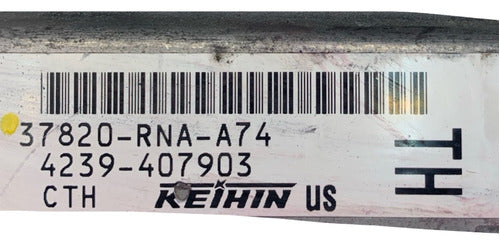 37820-RNA-A74
4239-407903
CTH KEIHIN US
TH